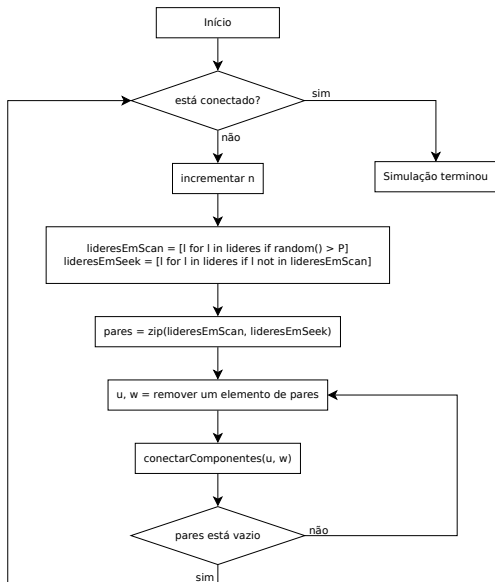 Início
está conectado?
sim
não
incrementar n
Simulação terminou
lideresEmScan = [l for l in lideres if random() > P]
lideresEmSeek = [l for l in lideres if l not in lideresEmScan]
pares = zip(lideresEmScan, lideresEmSeek)
u, w = remover um elemento de pares
conectarComponentes(u, w)
pares está vazio
não
sim